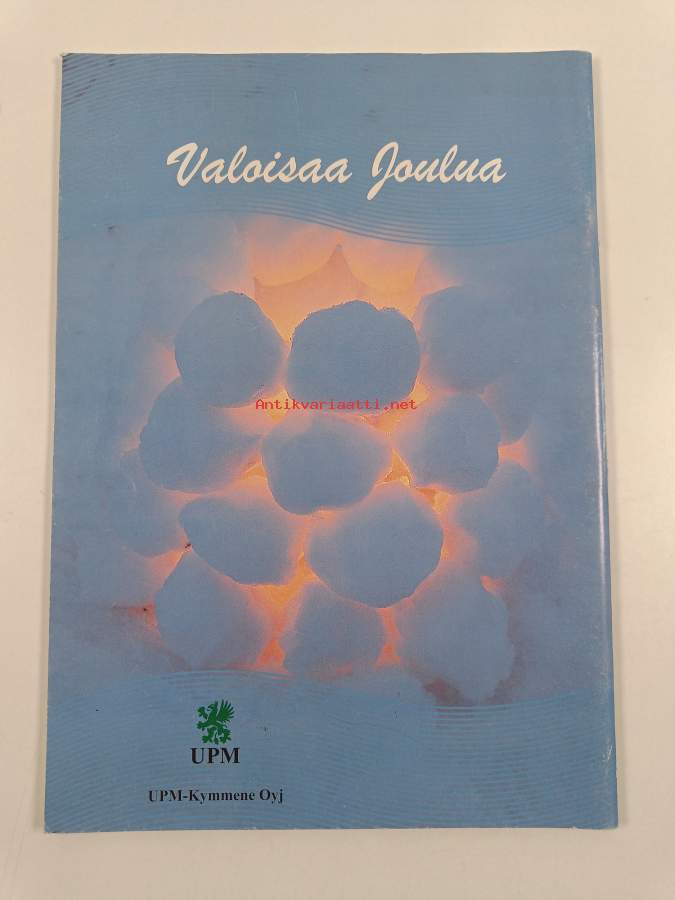 Valoisaa Joulua
Antikvariaatti.net
UPM
UPM-Kymmene Oyj